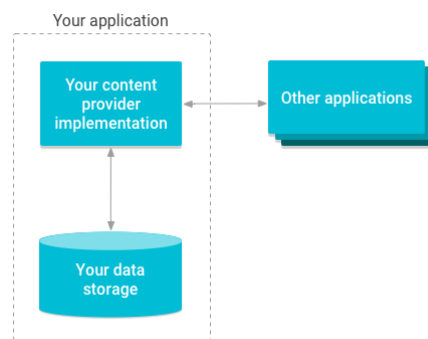 Your application
Your content
provider
implementation
Other applications
Your data
storage